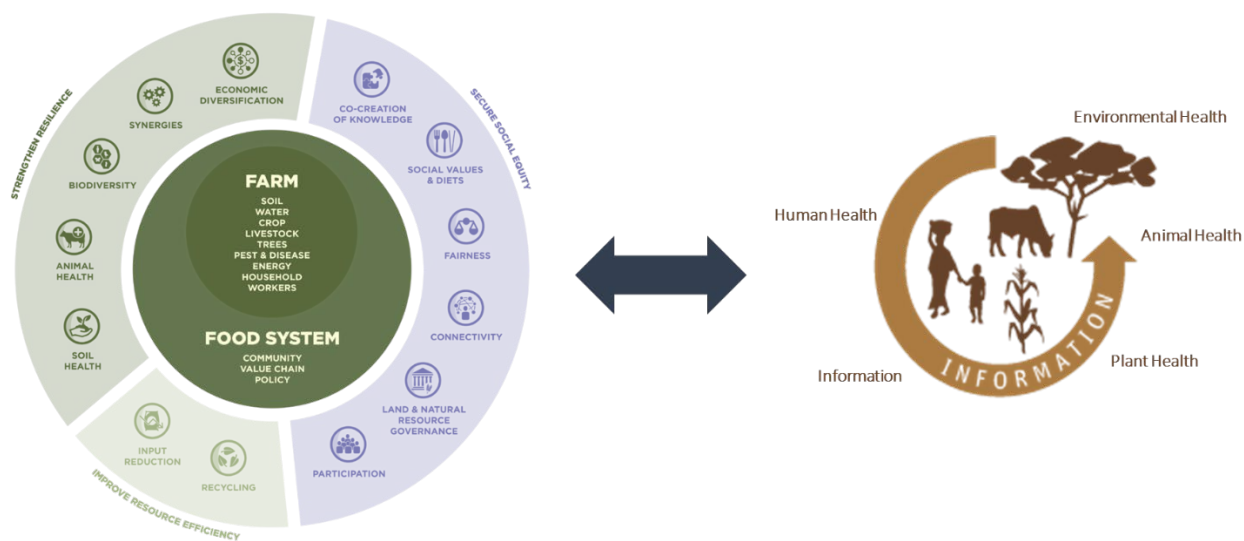 STRENGTHEN RESILIENCE
ECONOMIC
DIVERSIFICATION
SYNERGIES
BIODIVERSITY
ANIMAL
HEALTH
SOIL
HEALTH
IMPROVE RESOURCE EFFICIENCY
INPUT
REDUCTION
RECYCLING
SECURE SOCIAL EQUITY
CO-CREATION
OF KNOWLEDGE
SOCIAL VALUES
& DIETS
FAIRNESS
CONNECTIVITY
LAND & NATURAL
RESOURCE
GOVERNANCE
PARTICIPATION
FARM
SOIL
WATER
CROP
LIVESTOCK
TREES
PEST & DISEASE
ENERGY
HOUSEHOLD
WORKERS
FOOD SYSTEM
COMMUNITY
VALUE CHAIN
POLICY
Environmental Health
Human Health
Animal Health
Plant Health
Information
INFORMATION